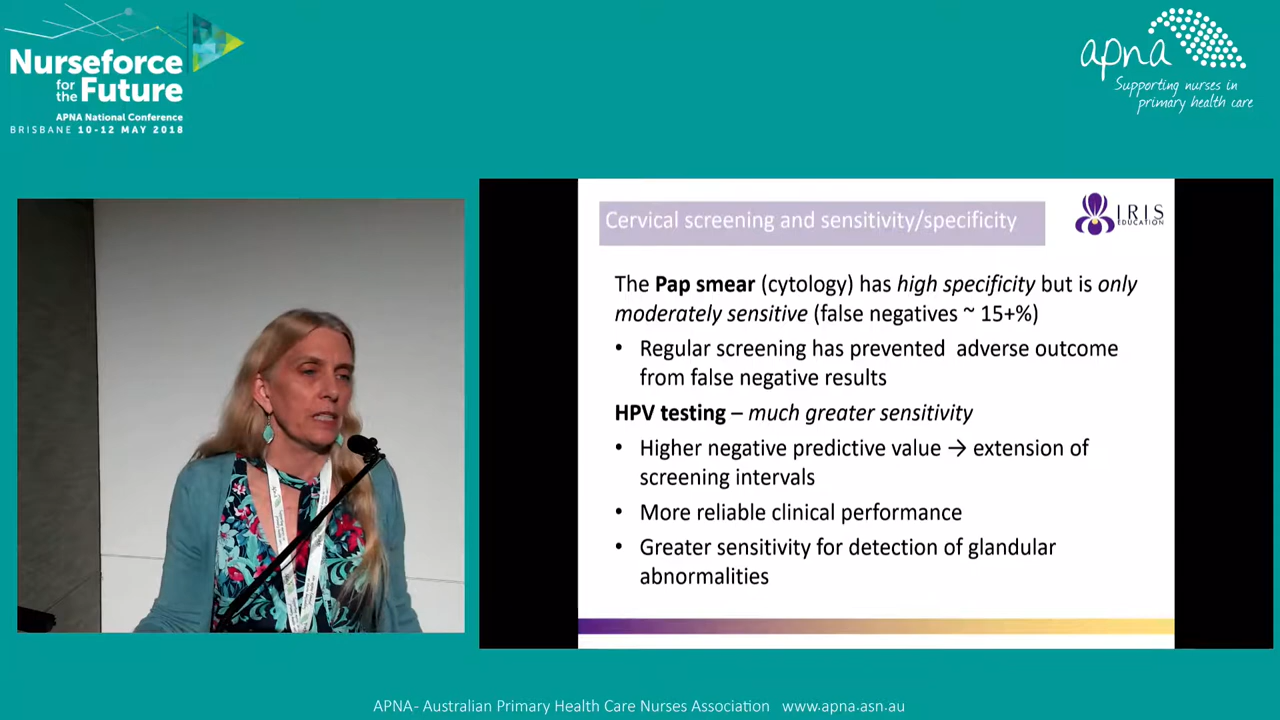 Nurseforce
for
the Future
APNA National Conference
BRISBANE 10-12 MAY 2018
apna
Supporting nurses in
primary health care
Cervical screening and sensitivity/specificity
IRIS
EDUCATION
The Pap smear (cytology) has high specificity but is only
moderately sensitive (false negatives ~ 15+%)
• Regular screening has prevented adverse outcome
from false negative results
HPV testing – much greater sensitivity
• Higher negative predictive value → extension of
screening intervals
• More reliable clinical performance
• Greater sensitivity for detection of glandular
abnormalities
APNA- Australian Primary Health Care Nurses Association www.apna.asn.au